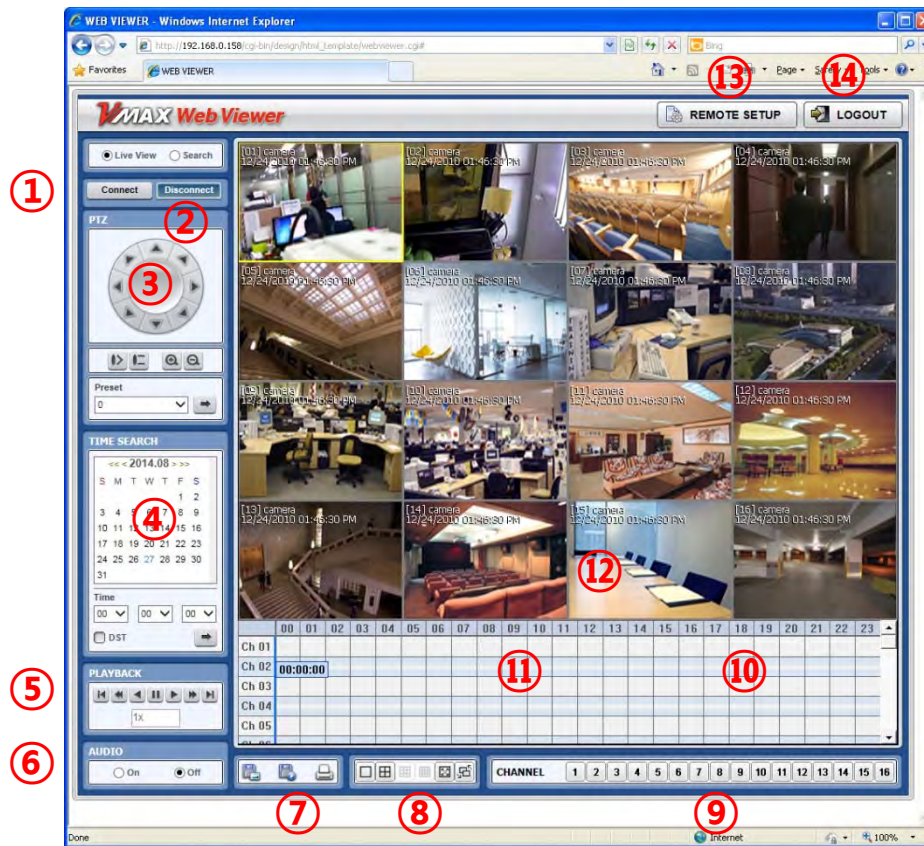 WEB VIEWER - Windows Internet Explorer
http://192.168.0.158/cgi-bin/design/html_template/webviewer.cgi#
Bing
Favorites
WEB VIEWER
Page
Tools
⑬
⑭
VMAX Web Viewer
REMOTE SETUP
LOGOUT
Live View
Search
①
Connect
Disconnect
②
PTZ
③
Preset
0
TIME SEARCH
<< < 2014.08 > >>
S M T W T F S
1 2
3 4 5 6 7 8 9
10 11 12 13 14 15 16
17 18 19 20 21 22 23
24 25 26 27 28 29 30
31
④
Time
00 00 00
DST
⑤
PLAYBACK
1x
⑥
AUDIO
On
Off
[01] camera
12/24/2010 01:46:30 PM
[02] camera
12/24/2010 01:46:30 PM
[03] camera
12/24/2010 01:46:30 PM
[04] camera
12/24/2010 01:46:30 PM
[05] camera
12/24/2010 01:46:30 PM
[06] camera
12/24/2010 01:46:30 PM
[07] camera
12/24/2010 01:46:30 PM
[08] camera
12/24/2010 01:46:30 PM
[09] camera
12/24/2010 01:46:30 PM
[10] camera
12/24/2010 01:46:30 PM
[11] camera
12/24/2010 01:46:30 PM
[12] camera
12/24/2010 01:46:30 PM
[13] camera
12/24/2010 01:46:30 PM
[14] camera
12/24/2010 01:46:30 PM
[15] camera
12/24/2010 01:46:30 PM
[16] camera
12/24/2010 01:46:30 PM
⑫
00 01 02 03 04 05 06 07 08 09 10 11 12 13 14 15 16 17 18 19 20 21 22 23
Ch 01
Ch 02 00:00:00
Ch 03
Ch 04
Ch 05
⑪
⑩
CHANNEL 1 2 3 4 5 6 7 8 9 10 11 12 13 14 15 16
⑦
⑧
⑨
Done
Internet
100%